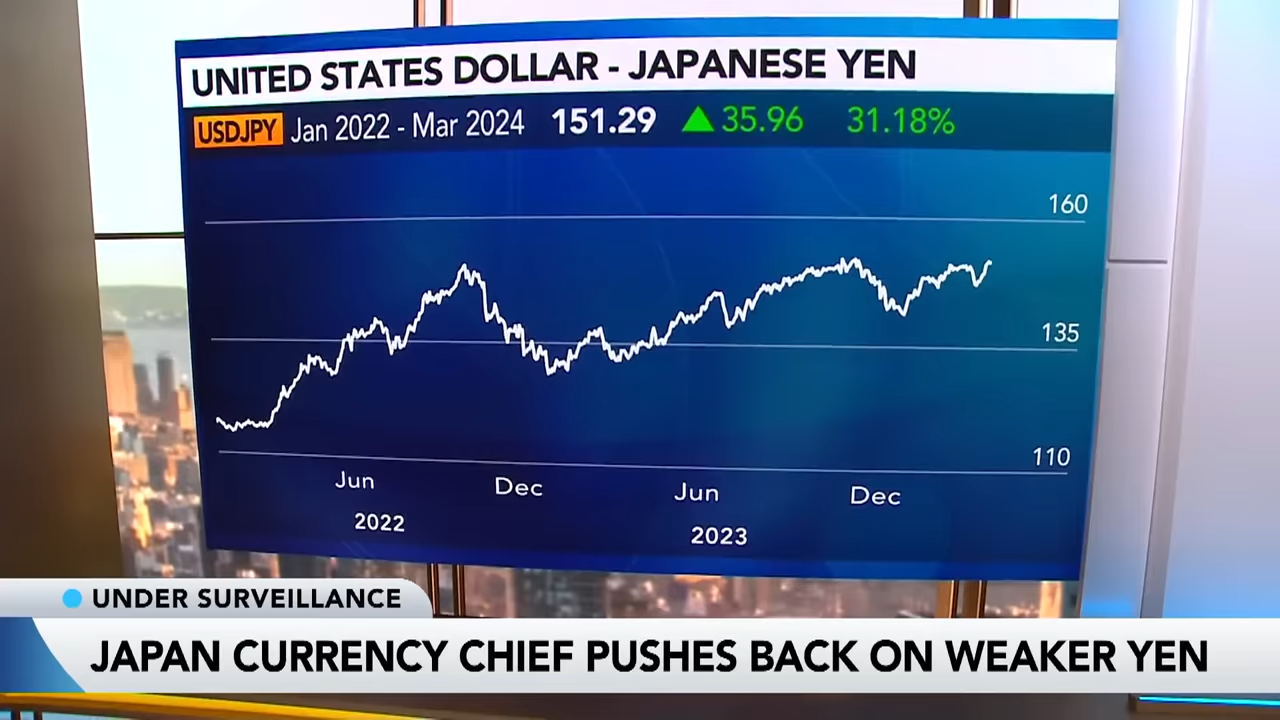 UNITED STATES DOLLAR - JAPANESE YEN
USDJPY Jan 2022 - Mar 2024 151.29 ▲ 35.96 31.18%
160
135
110
Jun Dec Jun Dec
2022 2023
UNDER SURVEILLANCE
JAPAN CURRENCY CHIEF PUSHES BACK ON WEAKER YEN